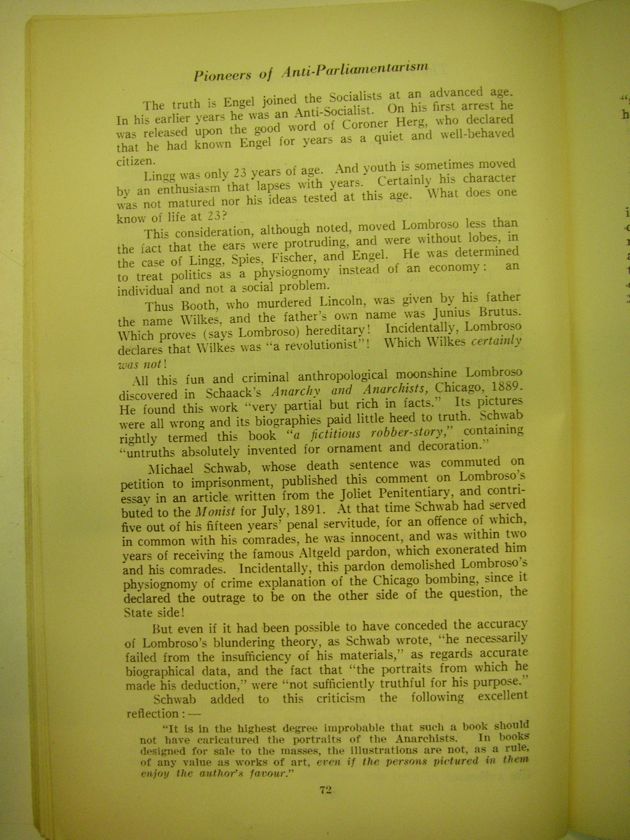 Pioneers of Anti-Parliamentarism
The truth is Engel joined the Socialists at an advanced age.
In his earlier years he was an Anti-Socialist. On his first arrest he
was released upon the good word of Coroner Herg, who declared
that he had known Engel for years as a quiet and well-behaved
citizen.
Lingg was only 23 years of age. And youth is sometimes moved
by an enthusiasm that lapses with years. Certainly his character
was not matured nor his ideas tested at this age. What does one
know of life at 23?
This consideration, although noted, moved Lombroso less than
the fact that the ears were protruding, and were without lobes, in
the case of Lingg, Spies, Fischer, and Engel. He was determined
to treat politics as a physiognomy instead of an economy: an
individual and not a social problem.
Thus Booth, who murdered Lincoln, was given by his father
the name Wilkes, and the father's own name was Junius Brutus.
Which proves (says Lombroso) hereditary! Incidentally, Lombroso
declares that Wilkes was "a revolutionist"! Which Wilkes certainly
was not!
All this fun and criminal anthropological moonshine Lombroso
discovered in Schaack's Anarchy and Anarchists, Chicago, 1889.
He found this work "very partial but rich in facts." Its pictures
were all wrong and its biographies paid little heed to truth. Schwab
rightly termed this book "a fictitious robber-story," containing
"untruths absolutely invented for ornament and decoration."
Michael Schwab, whose death sentence was commuted on
petition to imprisonment, published this comment on Lombroso's
essay in an article written from the Joliet Penitentiary, and contri-
buted to the Monist for July, 1891. At that time Schwab had served
five out of his fifteen years' penal servitude, for an offence of which,
in common with his comrades, he was innocent, and was within two
years of receiving the famous Altgeld pardon, which exonerated him
and his comrades. Incidentally, this pardon demolished Lombroso's
physiognomy of crime explanation of the Chicago bombing, since it
declared the outrage to be on the other side of the question, the
State side!
But even if it had been possible to have conceded the accuracy
of Lombroso's blundering theory, as Schwab wrote, "he necessarily
failed from the insufficiency of his materials," as regards accurate
biographical data, and the fact that "the portraits from which he
made his deduction," were "not sufficiently truthful for his purpose."
Schwab added to this criticism the following excellent
reflection:—
"It is in the highest degree improbable that such a book should
not have caricatured the portraits of the Anarchists. In books
designed for sale to the masses, the illustrations are not, as a rule,
of any value as works of art, even if the persons pictured in them
enjoy the author's favour."
72